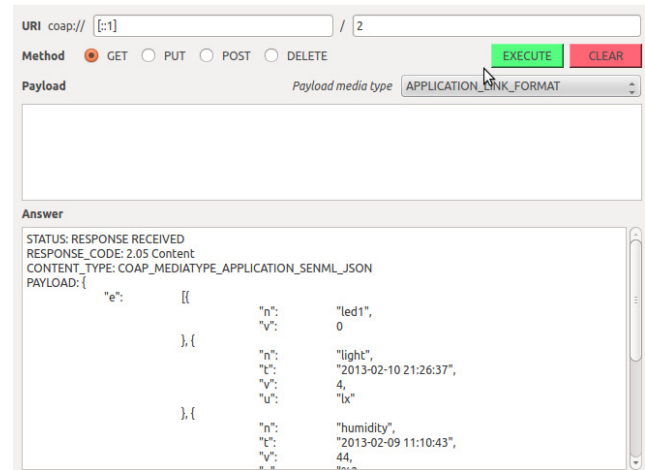 URI coap:// [::1] / 2
Method GET PUT POST DELETE EXECUTE CLEAR
Payload Payload media type APPLICATION_LINK_FORMAT
Answer
STATUS: RESPONSE RECEIVED
RESPONSE_CODE: 2.05 Content
CONTENT_TYPE: COAP_MEDIATYPE_APPLICATION_SENML_JSON
PAYLOAD: {
"e": [{
"n": "led1",
"v": 0
}, {
"n": "light",
"t": "2013-02-10 21:26:37",
"v": 4,
"u": "lx"
}, {
"n": "humidity",
"t": "2013-02-09 11:10:43",
"v": 44,